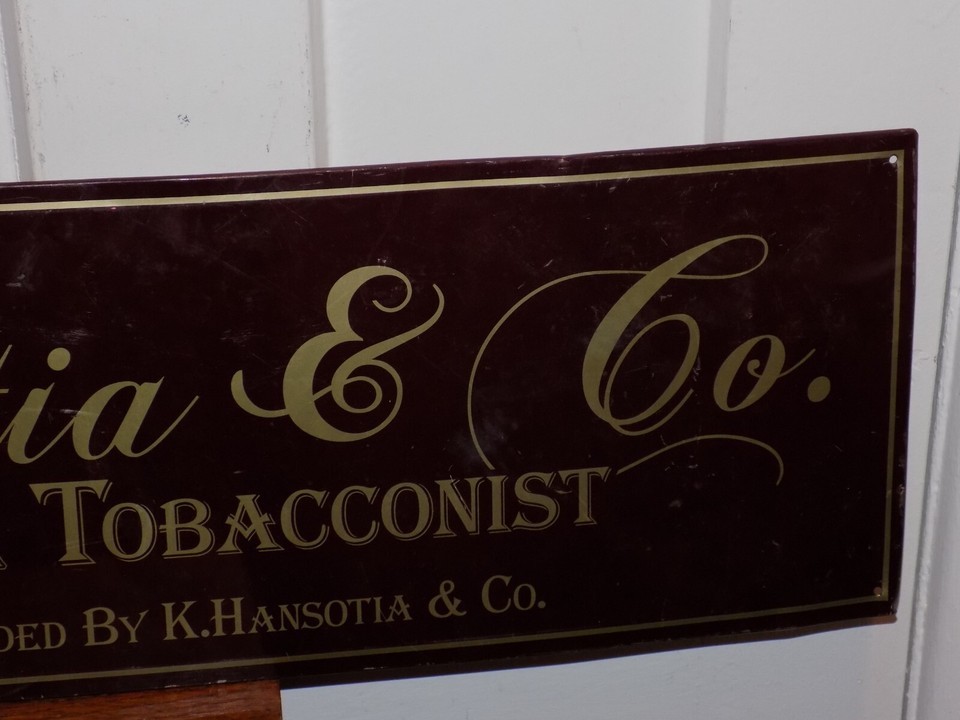 tia & Co.
Tobacconist
ded By K.Hansotia & Co.